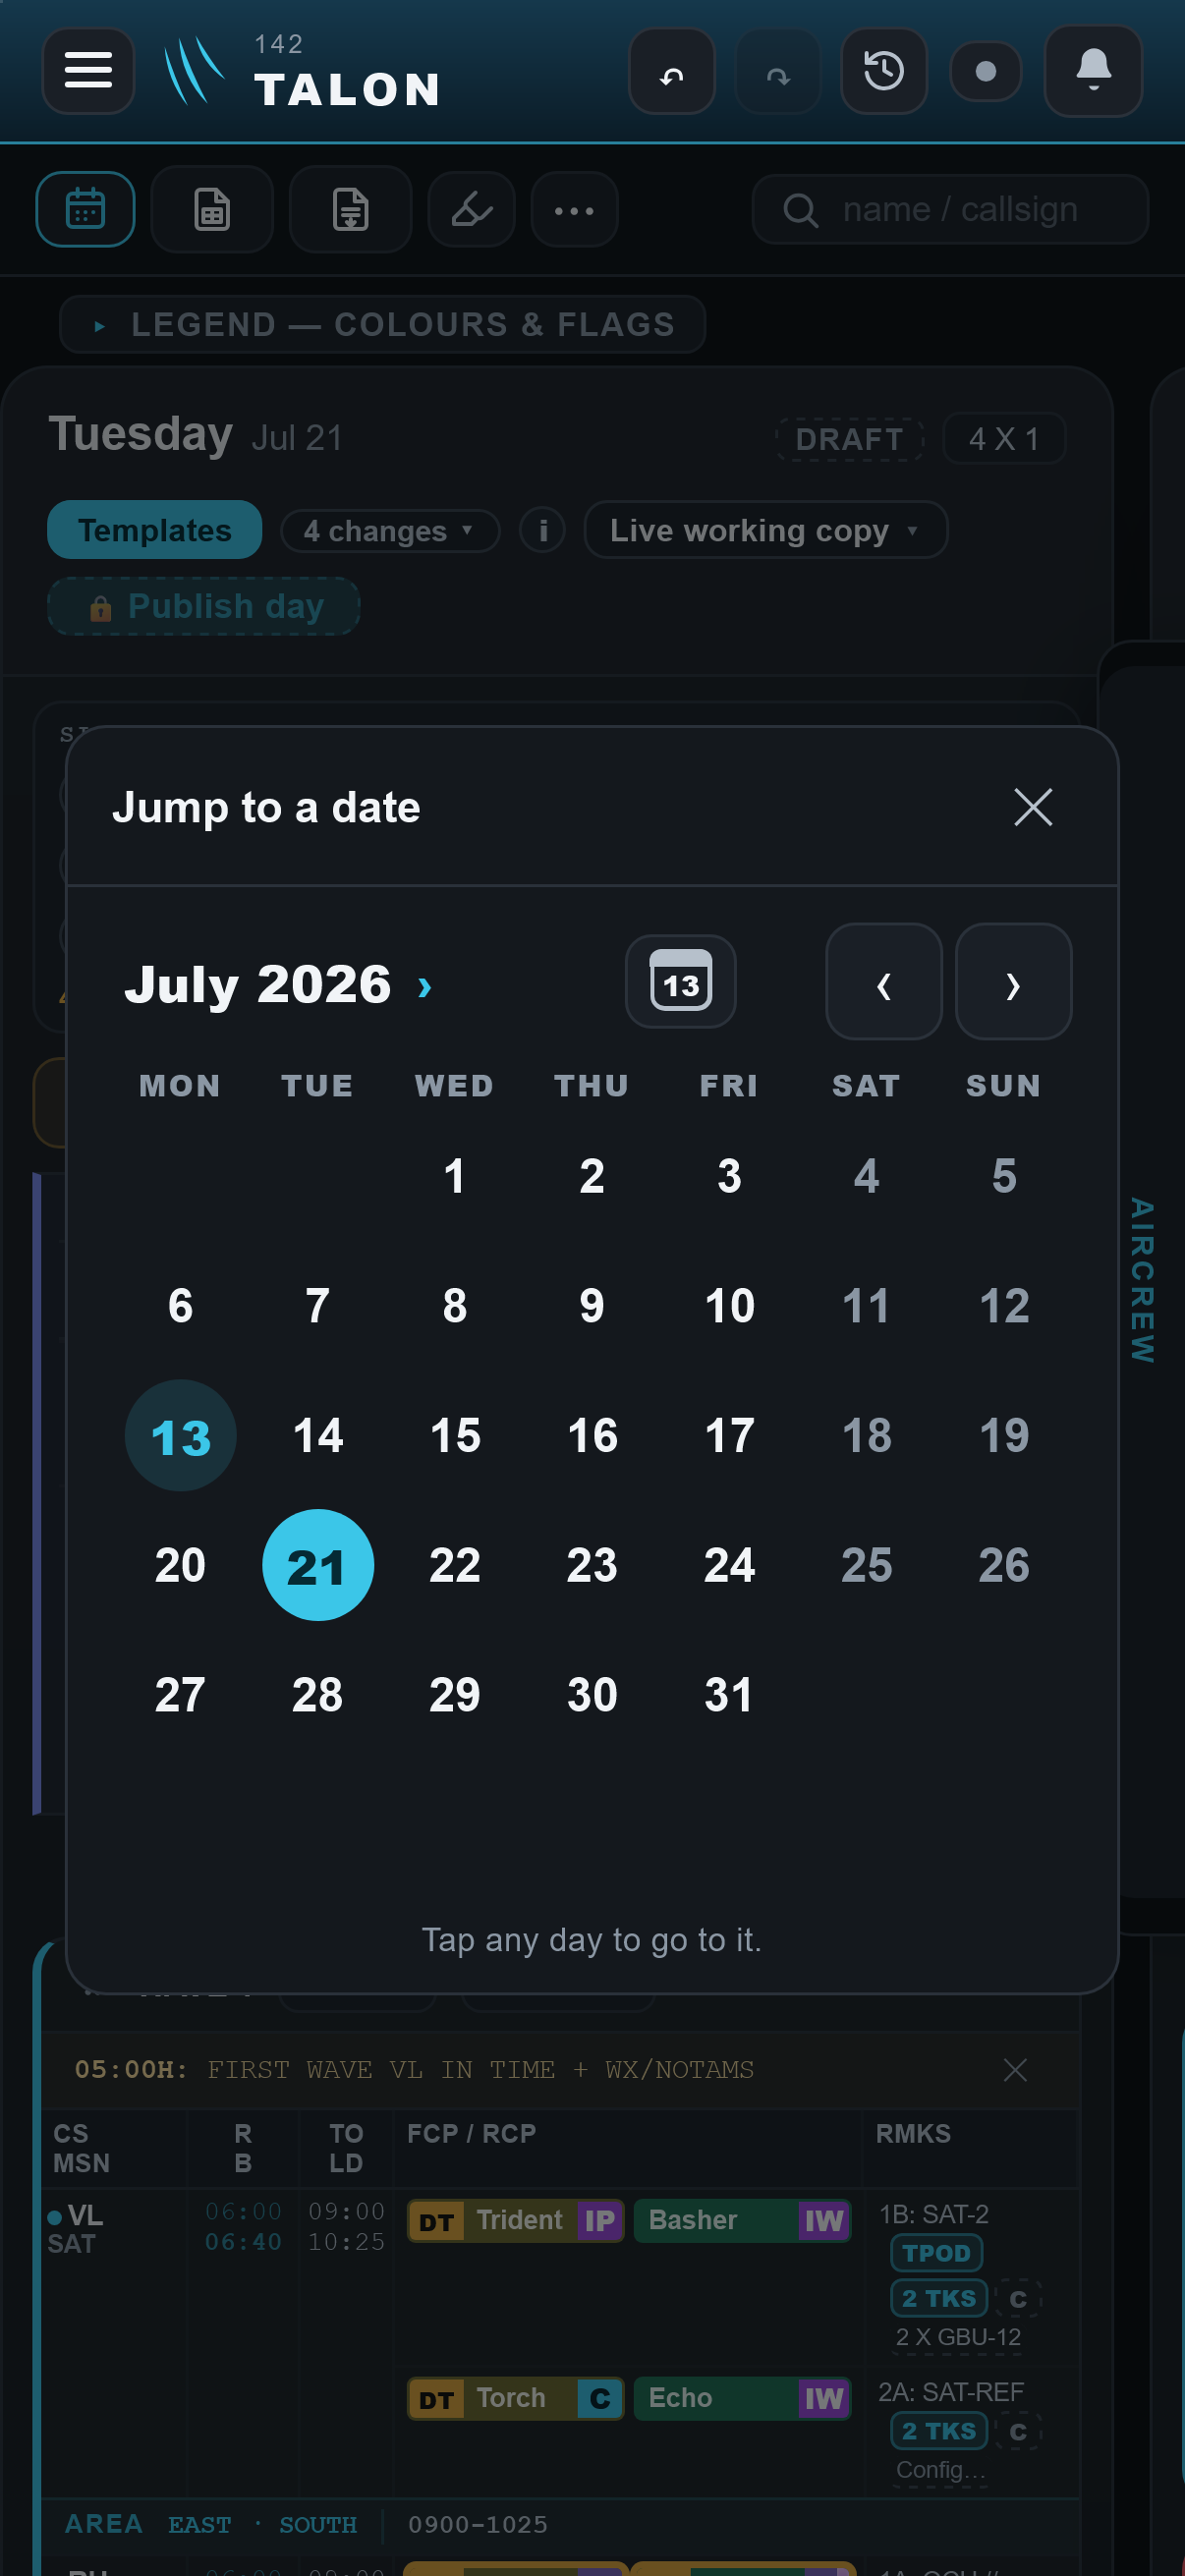 142
TALON
name / callsign
LEGEND — COLOURS & FLAGS
Tuesday Jul 21
DRAFT
4 X 1
Templates
4 changes
i
Live working copy
Publish day
Jump to a date
July 2026 ›
13
‹ ›
MON TUE WED THU FRI SAT SUN
1 2 3 4 5
6 7 8 9 10 11 12
13 14 15 16 17 18 19
20 21 22 23 24 25 26
27 28 29 30 31
Tap any day to go to it.
AIRCREW
05:00H: FIRST WAVE VL IN TIME + WX/NOTAMS
CS R TO FCP / RCP RMKS
MSN B LD
VL 06:00 09:00 DT Trident IP Basher IW 1B: SAT-2
SAT 06:40 10:25 TPOD
2 TKS C
2 X GBU-12
DT Torch C Echo IW 2A: SAT-REF
2 TKS C
Config...
AREA EAST · SOUTH 0900–1025